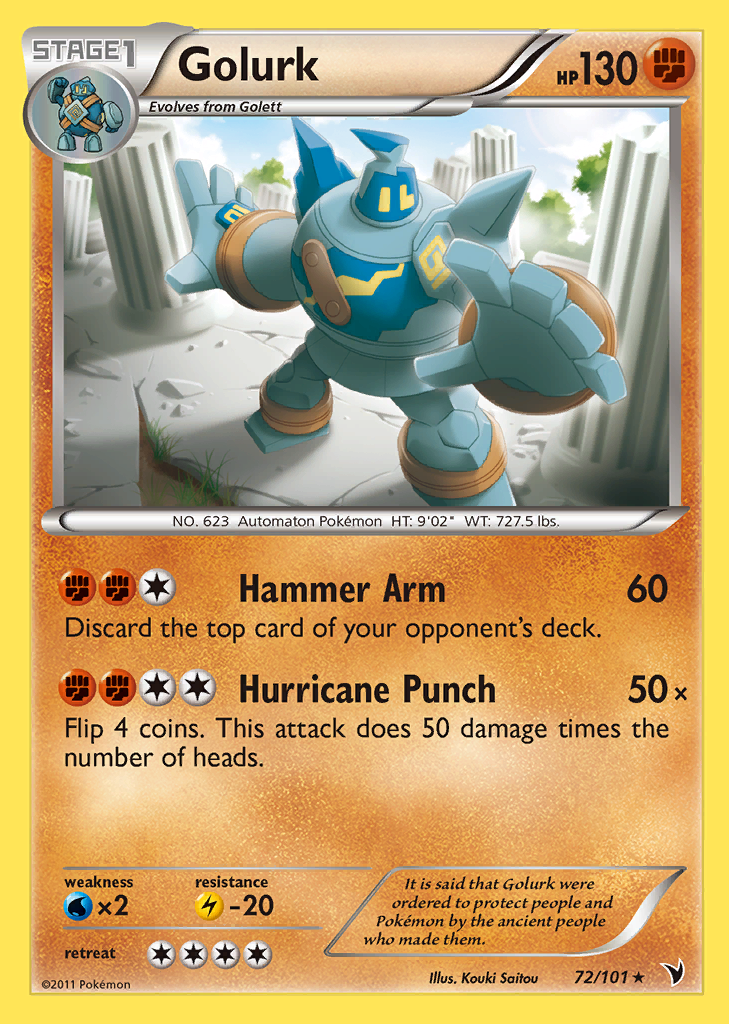 STAGE1
Golurk
HP130
Evolves from Golett
NO. 623 Automaton Pokémon HT: 9'02" WT: 727.5 lbs.
Hammer Arm 60
Discard the top card of your opponent's deck.
Hurricane Punch 50×
Flip 4 coins. This attack does 50 damage times the
number of heads.
weakness resistance
×2 -20
It is said that Golurk were
ordered to protect people and
Pokémon by the ancient people
who made them.
retreat
©2011 Pokémon
Illus. Kouki Saitou
72/101 ★